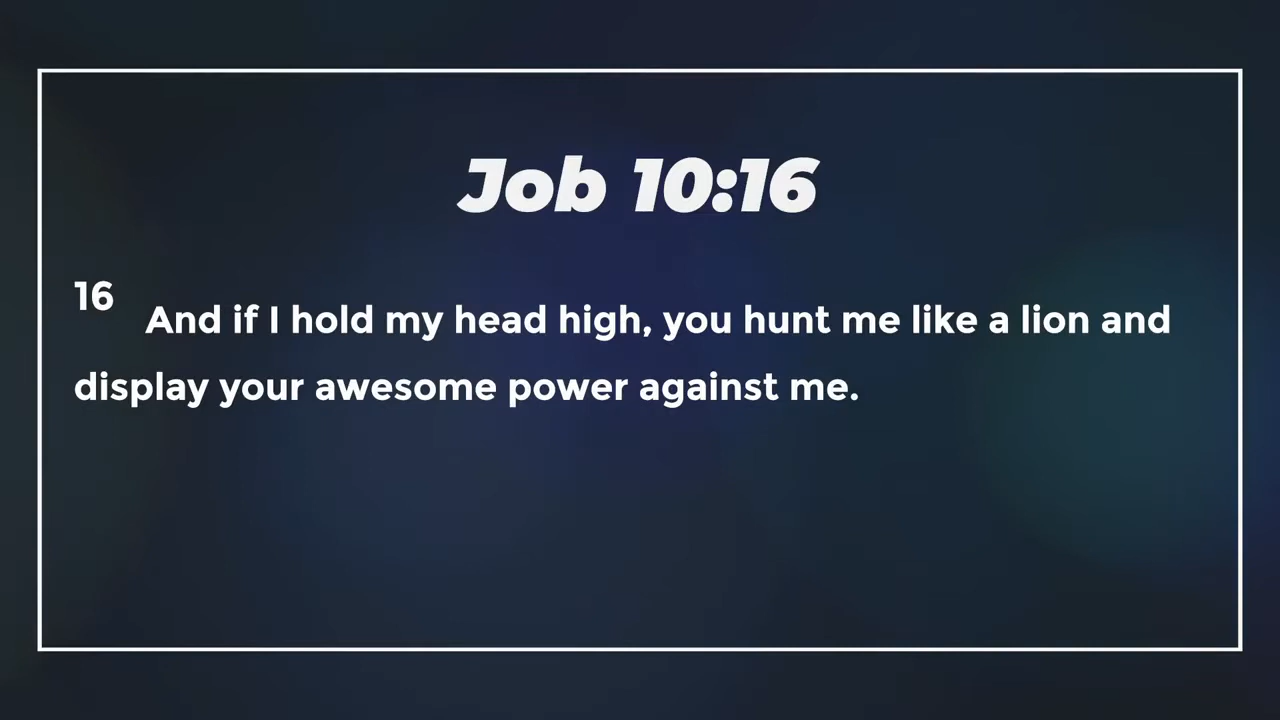 Job 10:16
16 And if I hold my head high, you hunt me like a lion and
display your awesome power against me.